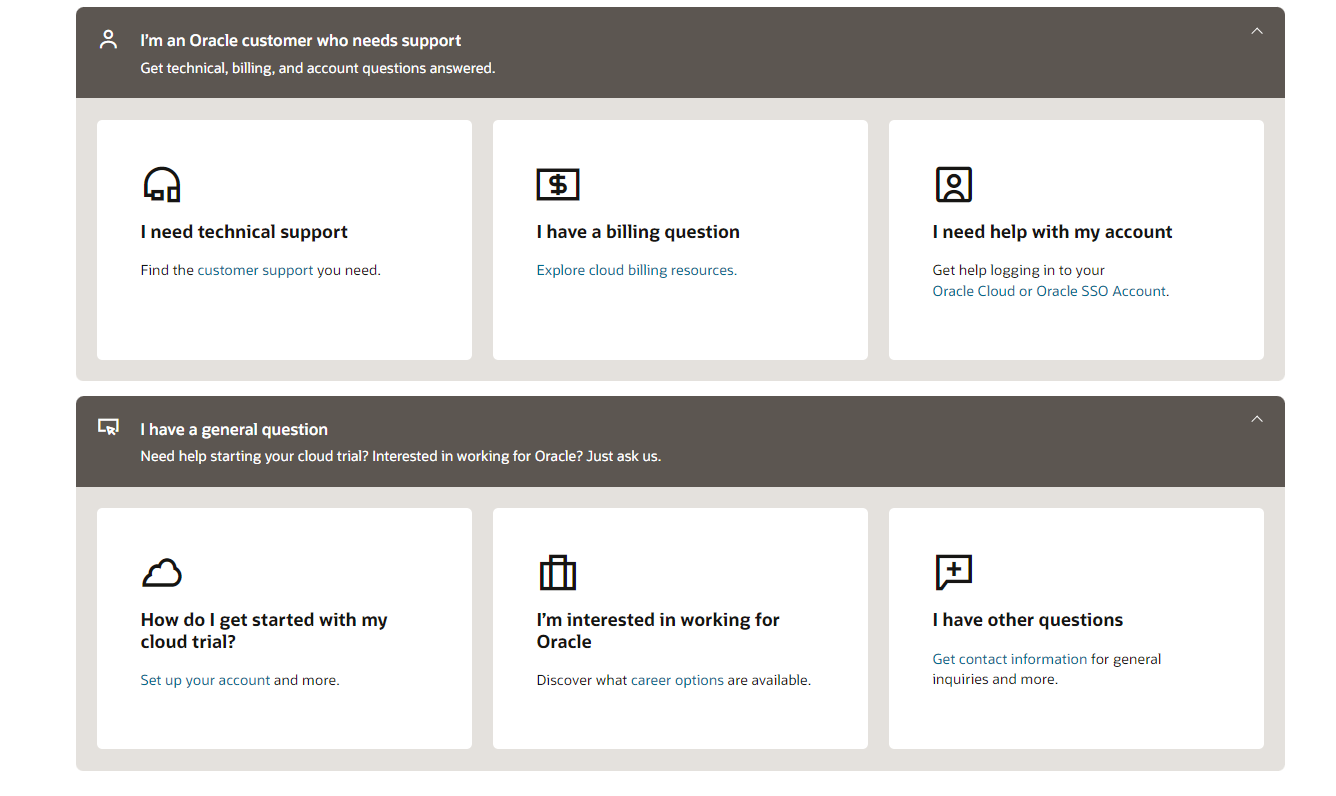 I'm an Oracle customer who needs support
Get technical, billing, and account questions answered.
I need technical support
Find the customer support you need.
$
I have a billing question
Explore cloud billing resources.
I need help with my account
Get help logging in to your
Oracle Cloud or Oracle SSO Account.
I have a general question
Need help starting your cloud trial? Interested in working for Oracle? Just ask us.
How do I get started with my
cloud trial?
Set up your account and more.
I'm interested in working for
Oracle
Discover what career options are available.
I have other questions
Get contact information for general
inquiries and more.